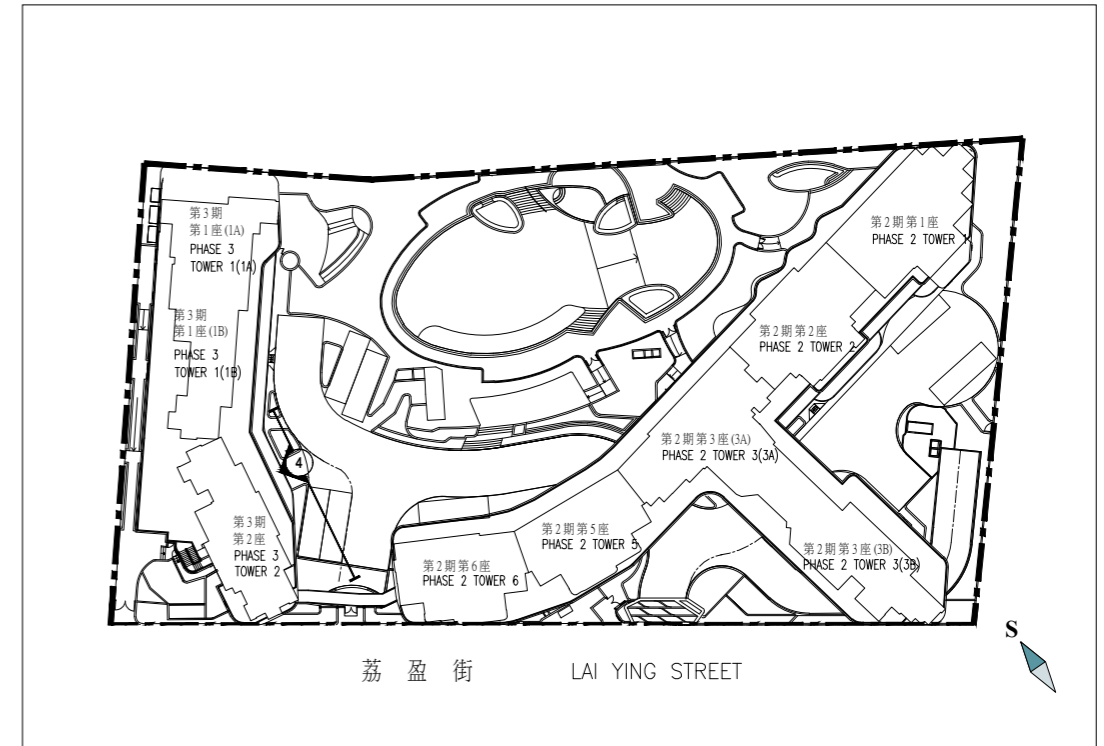 第3期
第1座(1A)
PHASE 3
TOWER 1(1A)
第3期
第1座(1B)
PHASE 3
TOWER 1(1B)
第3期
第2座
PHASE 3
TOWER 2
4
第2期第1座
PHASE 2 TOWER 1
第2期第2座
PHASE 2 TOWER 2
第2期第3座(3A)
PHASE 2 TOWER 3(3A)
第2期第5座
PHASE 2 TOWER 5
第2期第3座(3B)
PHASE 2 TOWER 3(3B)
第2期第6座
PHASE 2 TOWER 6
S
荔盈街 LAI YING STREET